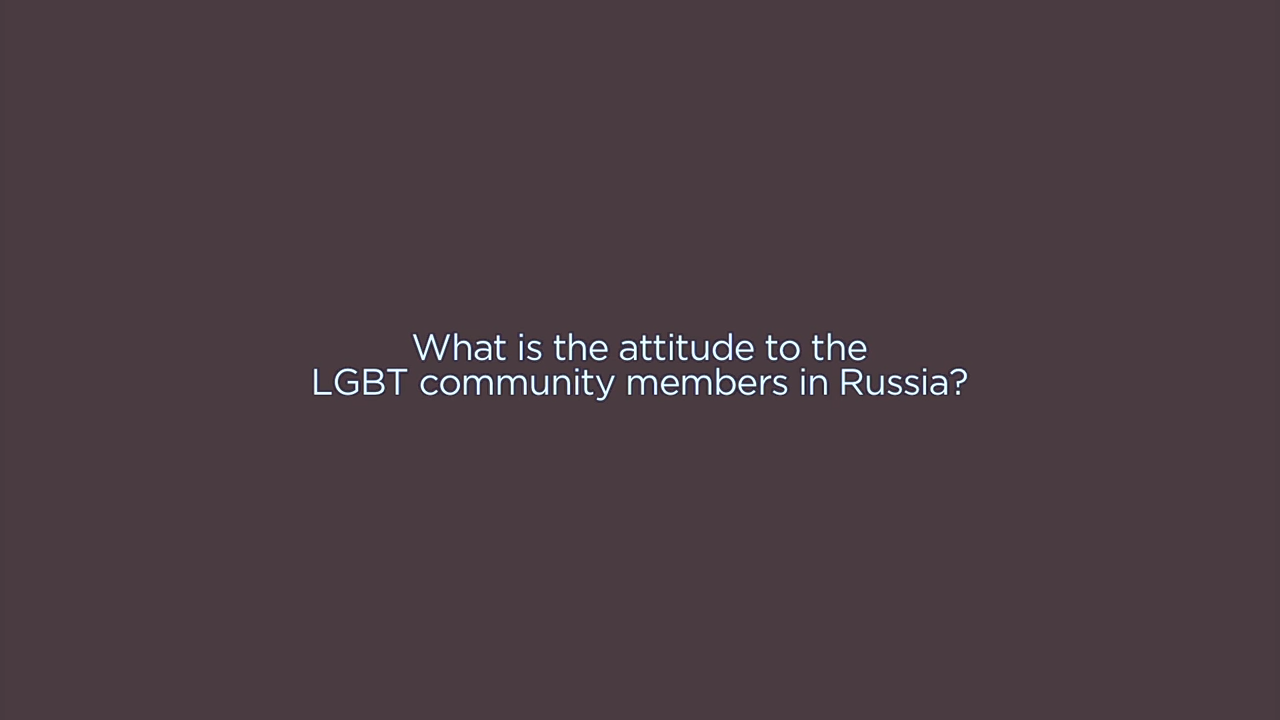 What is the attitude to the
LGBT community members in Russia?